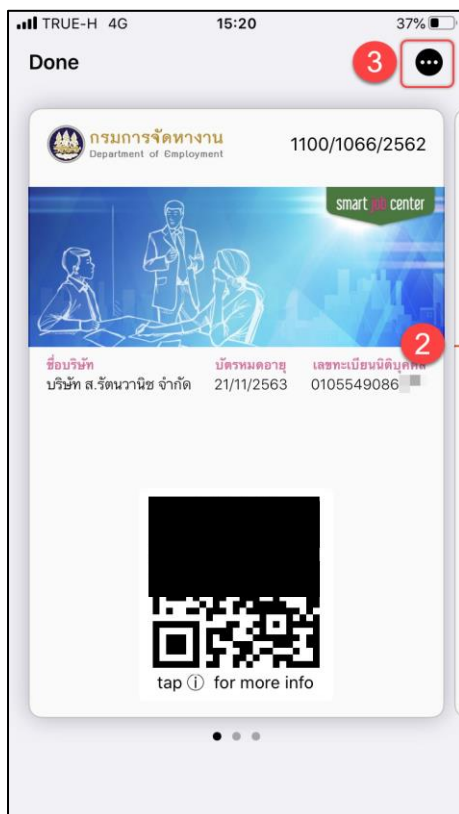 TRUE-H 4G 15:20 37%
Done 3
กรมการจัดหางาน 1100/1066/2562
Department of Employment
smart job center
2
ชื่อบริษัท บัตรหมดอายุ เลขทะเบียนนิติบุคคล
บริษัท ส.รัตนวานิช จำกัด 21/11/2563 0105549086
tap ⓘ for more info